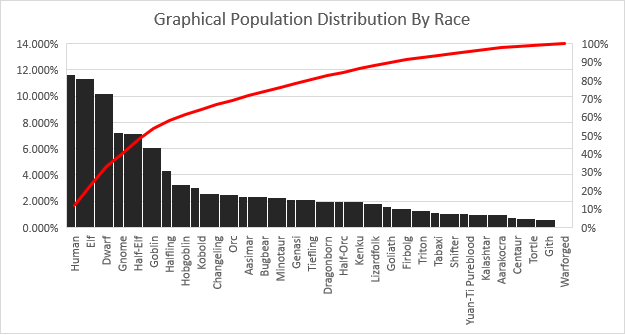 Graphical Population Distribution By Race
14.000%
12.000%
10.000%
8.000%
6.000%
4.000%
2.000%
0.000%
100%
90%
80%
70%
60%
50%
40%
30%
20%
10%
0%
Human
Elf
Dwarf
Gnome
Half-Elf
Goblin
Halfling
Hobgoblin
Kobold
Changeling
Orc
Aasimar
Bugbear
Minotaur
Genasi
Tiefling
Dragonborn
Half-Orc
Kenku
Lizardfolk
Goliath
Firbolg
Triton
Tabaxi
Shifter
Yuan-Ti Pureblood
Kalashtar
Aarakocra
Centaur
Tortle
Gith
Warforged